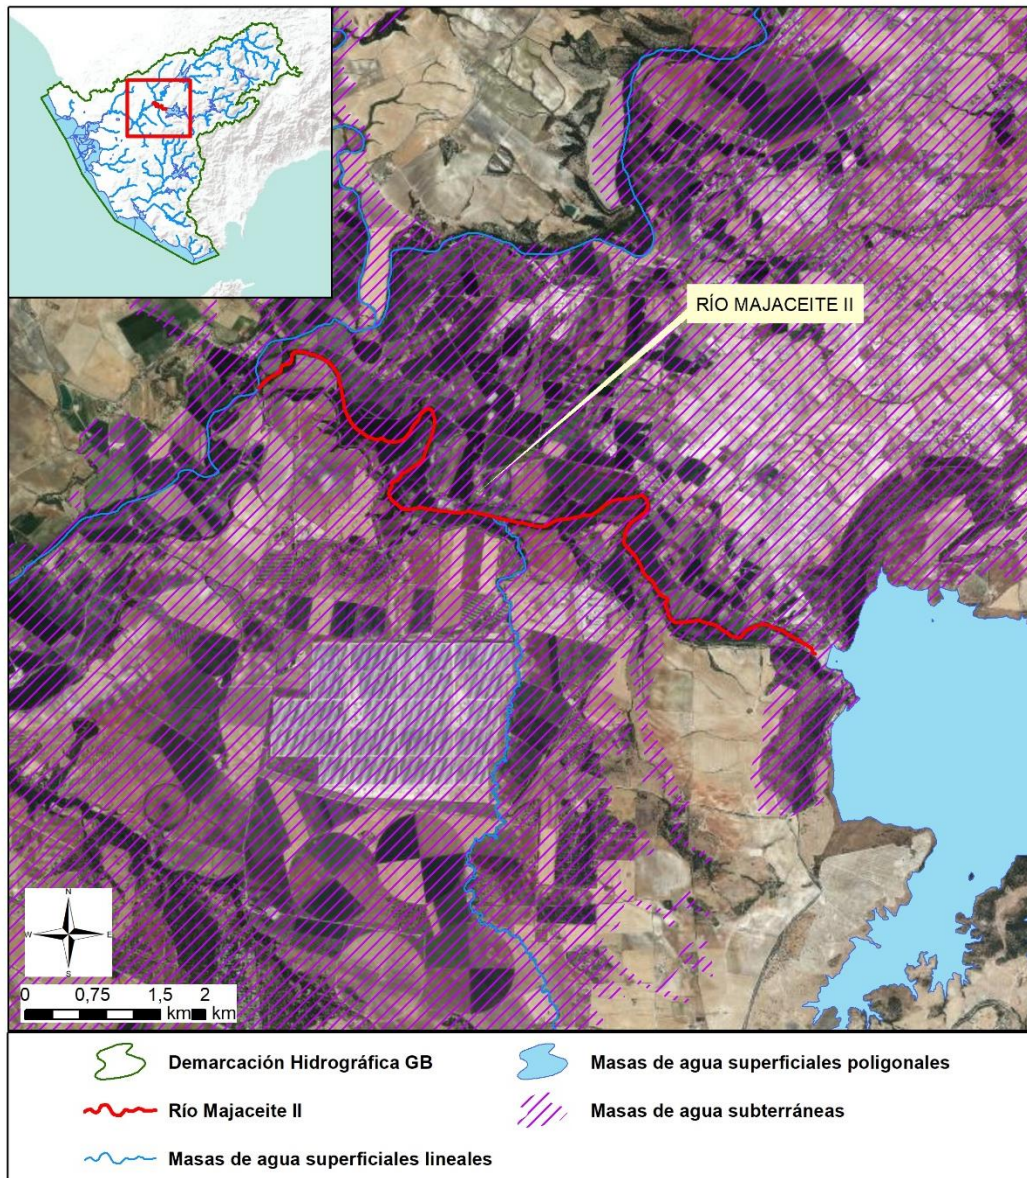 RÍO MAJACEITE II
N
W E
S
0 0,75 1,5 2
km km
Demarcación Hidrográfica GB
Masas de agua superficiales poligonales
Río Majaceite II
Masas de agua subterráneas
Masas de agua superficiales lineales